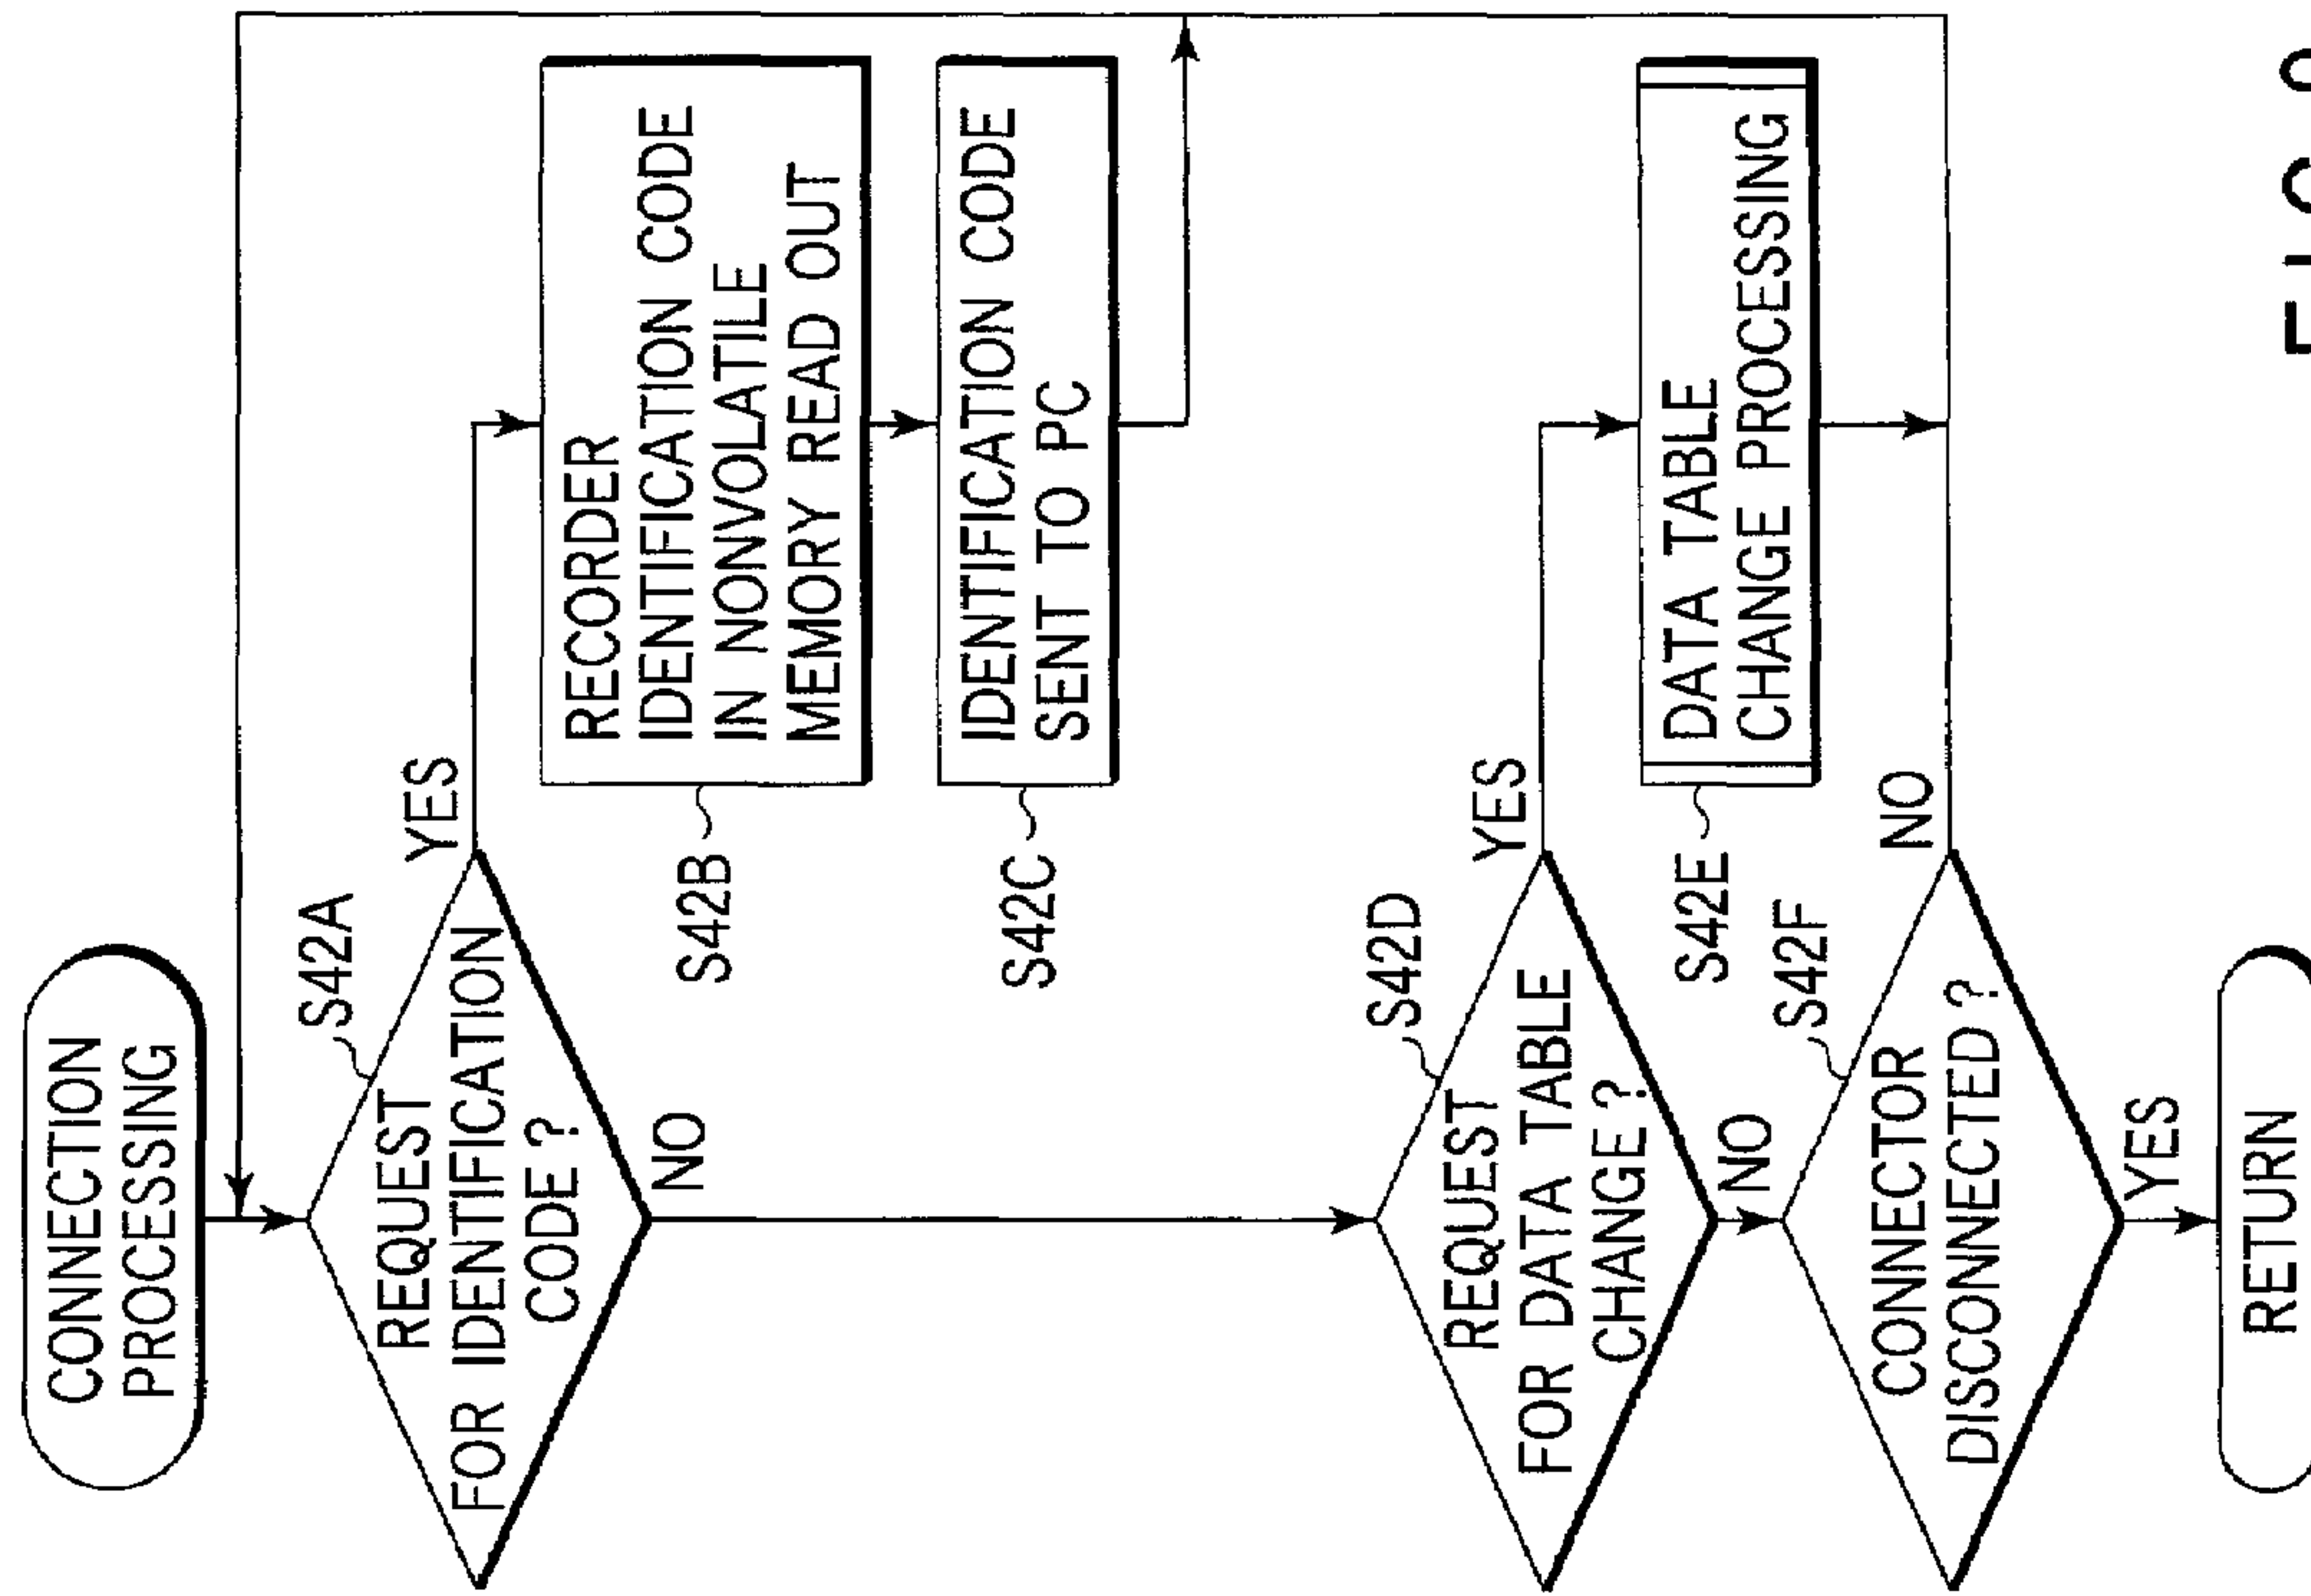 CONNECTION
PROCESSING
S42A
REQUEST
FOR IDENTIFICATION
CODE ?
YES
NO
RECORDER
IDENTIFICATION CODE
IN NONVOLATILE
MEMORY READ OUT
S42B
IDENTIFICATION CODE
SENT TO PC
S42C
S42D
REQUEST
FOR DATA TABLE
CHANGE ?
YES
NO
DATA TABLE
CHANGE PROCESSING
S42E
S42F
CONNECTOR
DISCONNECTED ?
NO
YES
RETURN